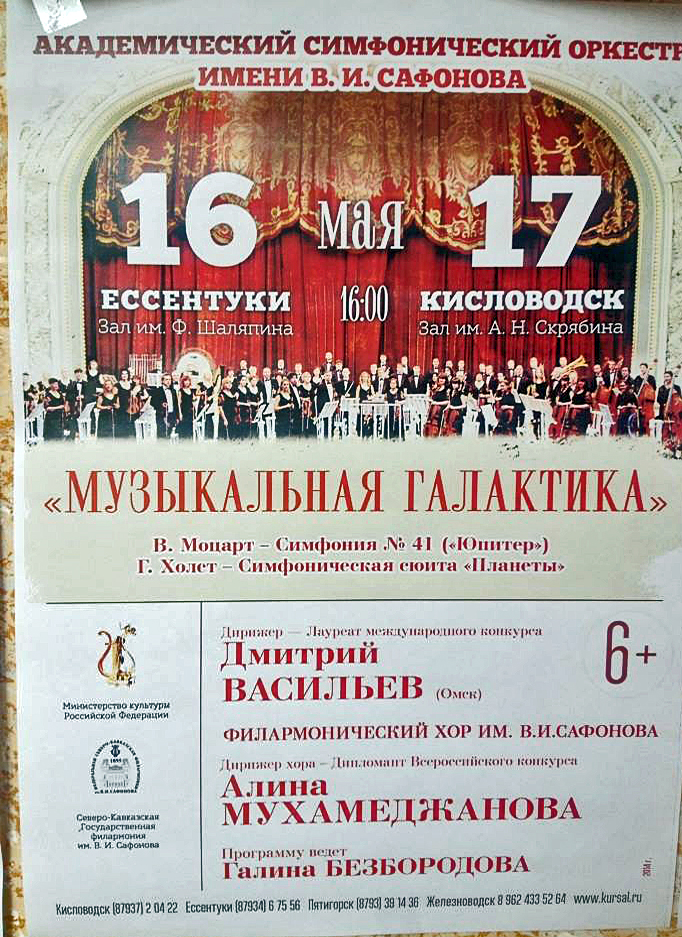 АКАДЕМИЧЕСКИЙ СИМФОНИЧЕСКИЙ ОРКЕСТР
ИМЕНИ В. И. САФОНОВА
16 мая 17
ЕССЕНТУКИ 16:00 КИСЛОВОДСК
Зал им. Ф. Шаляпина Зал им. А. Н. Скрябина
«МУЗЫКАЛЬНАЯ ГАЛАКТИКА»
В. Моцарт – Симфония № 41 («Юпитер»)
Г. Холст – Симфоническая сюита «Планеты»
Министерство культуры
Российской Федерации
Северо-Кавказская
Государственная
филармония
им. В. И. Сафонова
Дирижер — Лауреат международного конкурса
Дмитрий
ВАСИЛЬЕВ (Омск)
6+
ФИЛАРМОНИЧЕСКИЙ ХОР ИМ. В.И.САФОНОВА
Дирижер хора – Дипломант Всероссийского конкурса
Алина
МУХАМЕДЖАНОВА
Программу ведет
Галина БЕЗБОРОДОВА
2014 г.
Кисловодск (87937) 2 04 22 Ессентуки (87934) 6 75 56 Пятигорск (8793) 39 14 36 Железноводск 8 962 433 52 64 www.kursal.ru